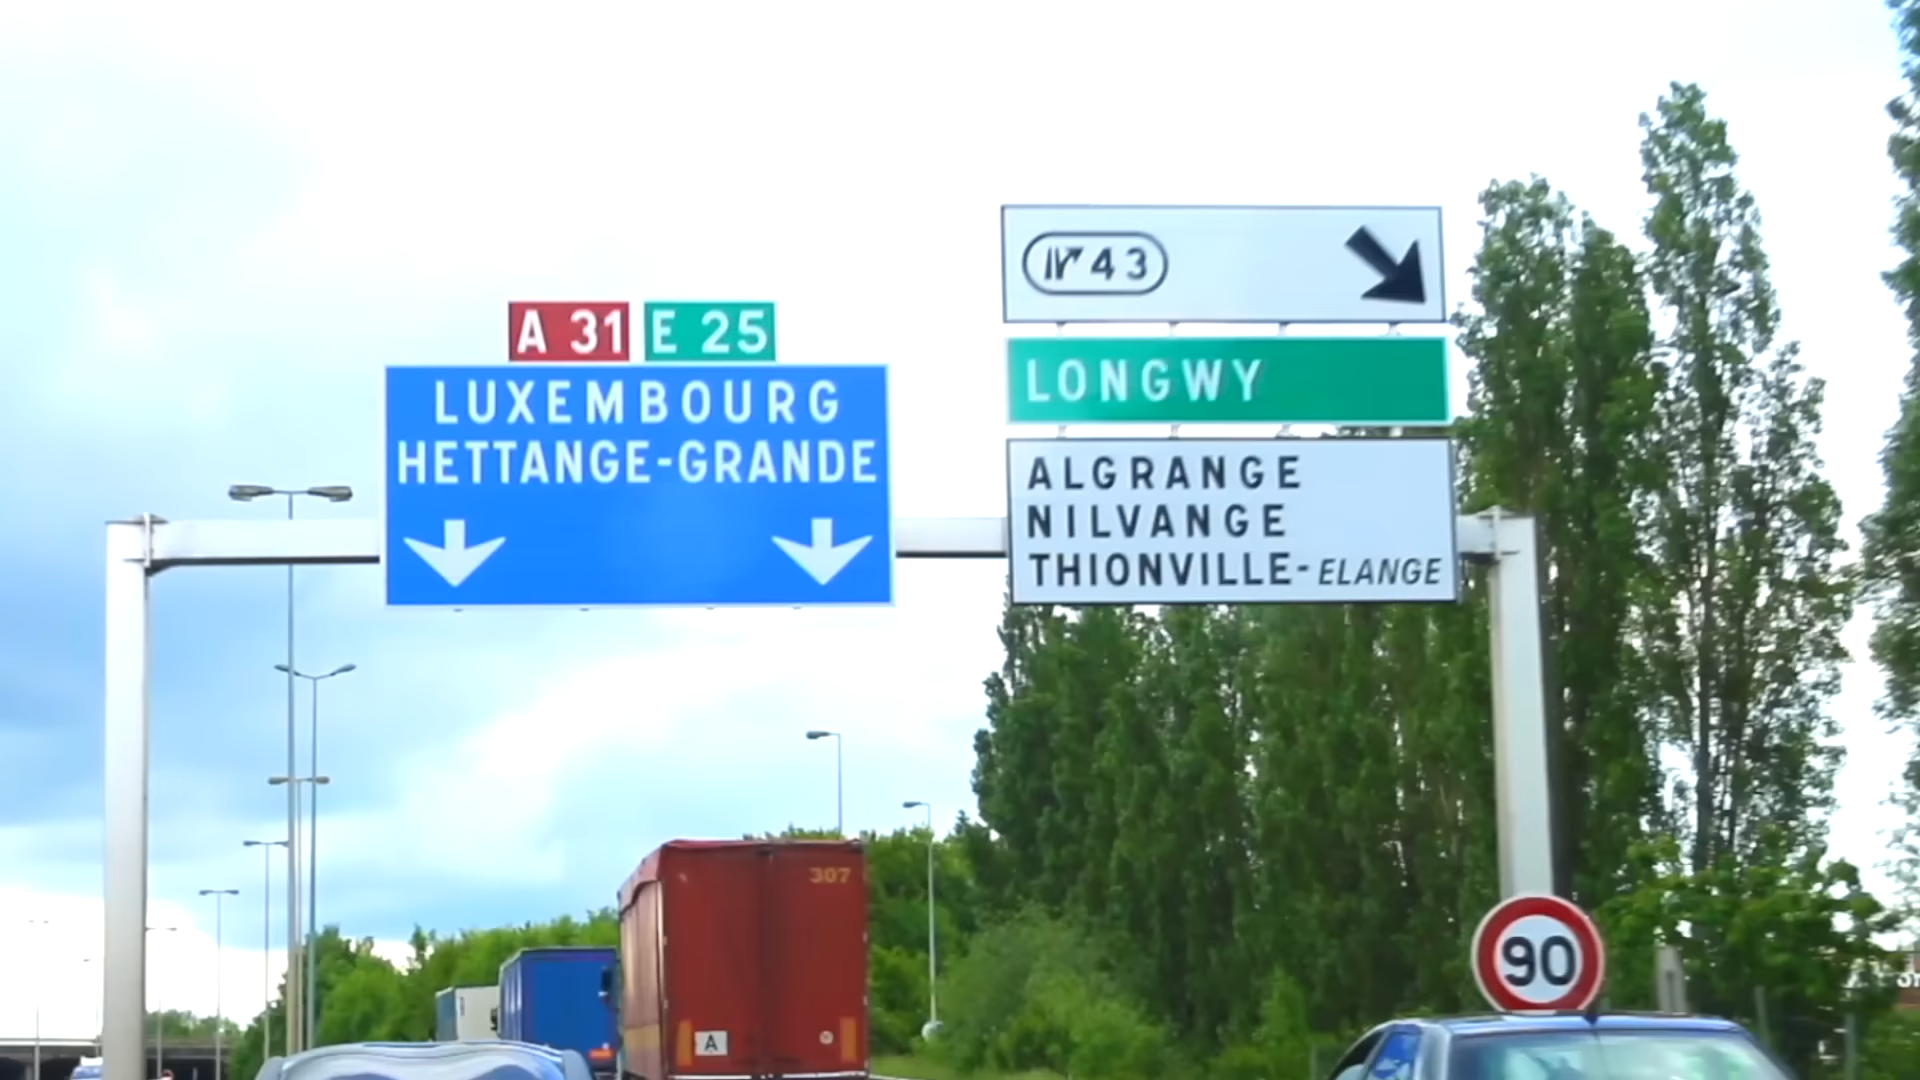 A 31
E 25
LUXEMBOURG
HETTANGE-GRANDE
43
LONGWY
ALGRANGE
NILVANGE
THIONVILLE-ELANGE
307
A
90